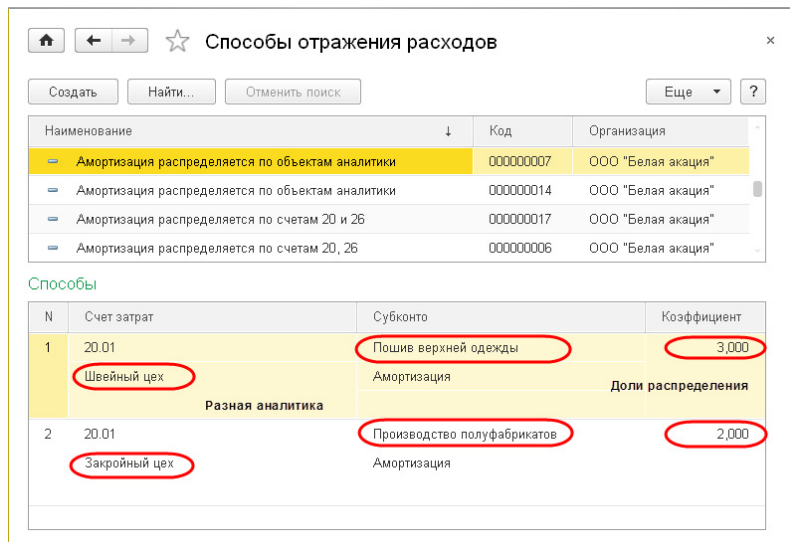 Способы отражения расходов ×
Создать Найти... Отменить поиск Еще ?
Наименование ↓ Код Организация
Амортизация распределяется по объектам аналитики 000000007 ООО "Белая акация"
Амортизация распределяется по объектам аналитики 000000014 ООО "Белая акация"
Амортизация распределяется по счетам 20 и 26 000000017 ООО "Белая акация"
Амортизация распределяется по счетам 20, 26 000000006 ООО "Белая акация"
Способы
N Счет затрат Субконто Коэффициент
1 20.01 Пошив верхней одежды 3,000
Швейный цех Амортизация
Доли распределения
Разная аналитика
2 20.01 Производство полуфабрикатов 2,000
Закройный цех Амортизация